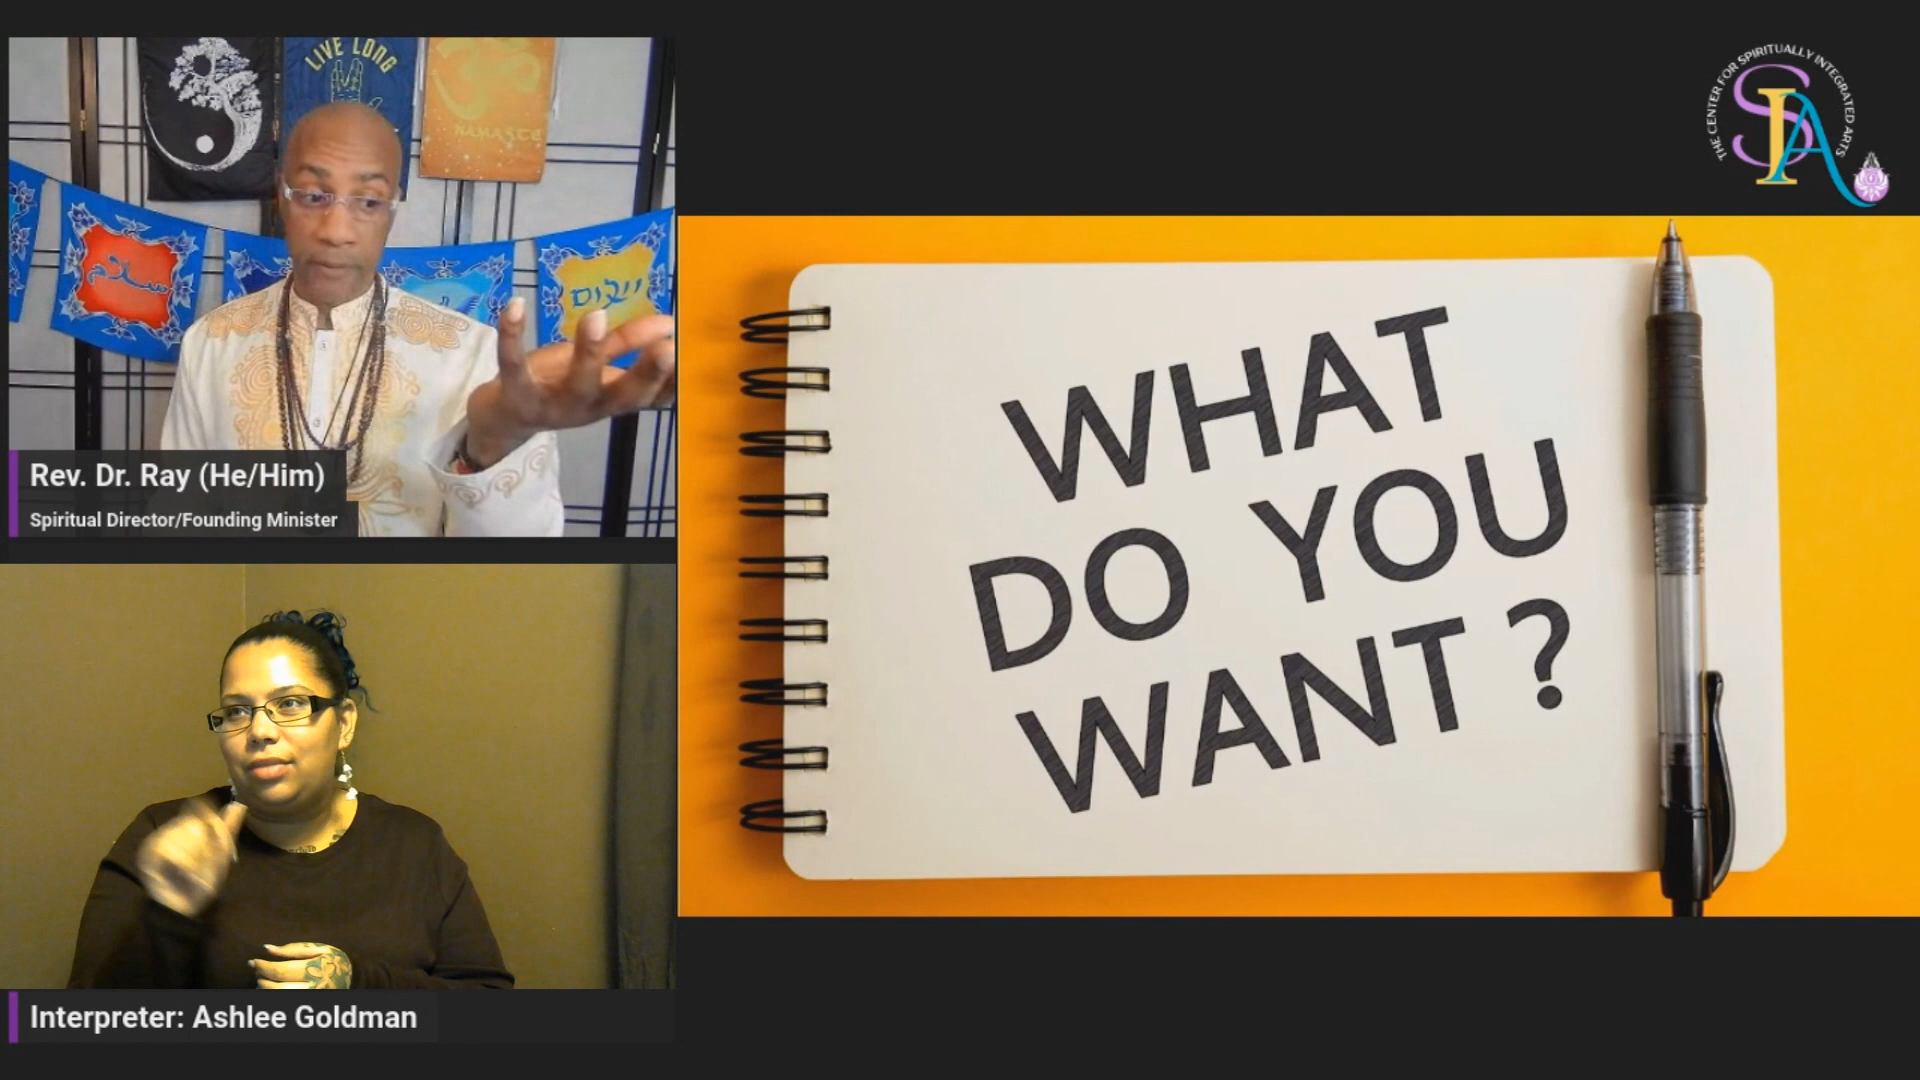 LIVE LONG
NAMASTE
سلام
Rev. Dr. Ray (He/Him)
Spiritual Director/Founding Minister
Interpreter: Ashlee Goldman
THE CENTER FOR SPIRITUALLY INTEGRATED ARTS
SIA
WHAT
DO YOU
WANT?